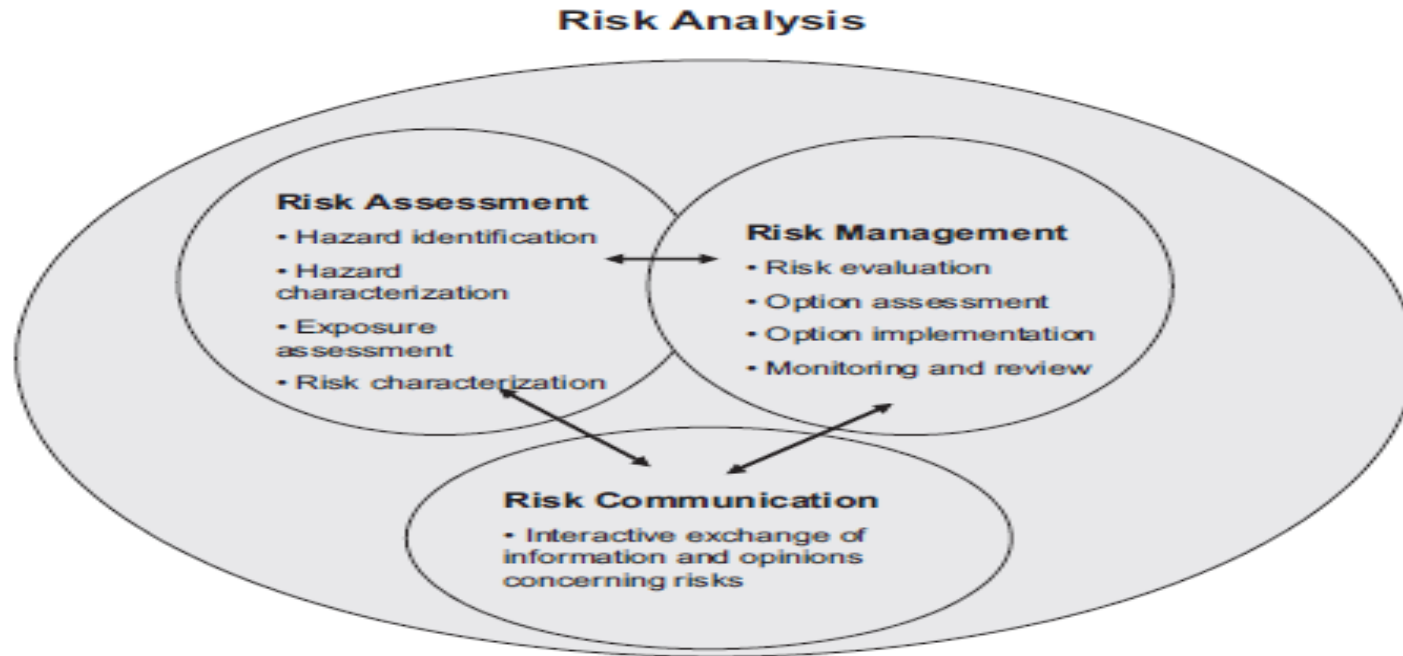 Risk Analysis
Risk Assessment
• Hazard identification
• Hazard
characterization
• Exposure
assessment
• Risk characterization
Risk Management
• Risk evaluation
• Option assessment
• Option implementation
• Monitoring and review
Risk Communication
• Interactive exchange of
information and opinions
concerning risks